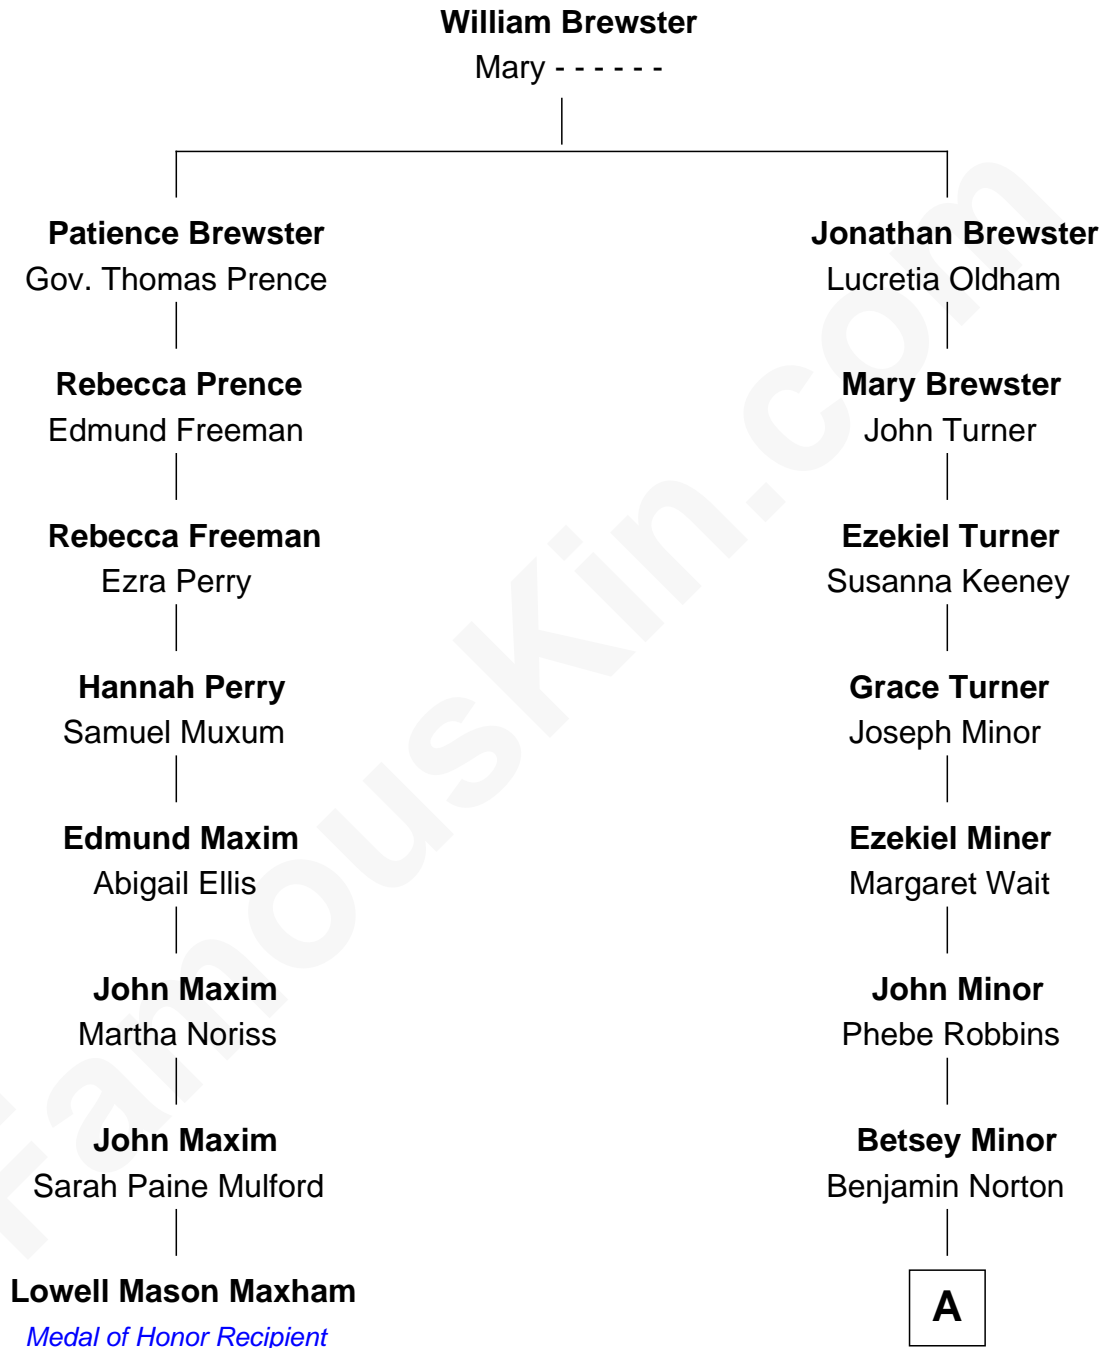 William Brewster
Mary - - - - - -
Patience Brewster
Gov. Thomas Prence
Jonathan Brewster
Lucretia Oldham
Rebecca Prence
Edmund Freeman
Mary Brewster
John Turner
Rebecca Freeman
Ezra Perry
Ezekiel Turner
Susanna Keeney
Hannah Perry
Samuel Muxum
Grace Turner
Joseph Minor
Edmund Maxim
Abigail Ellis
Ezekiel Miner
Margaret Wait
John Maxim
Martha Noriss
John Minor
Phebe Robbins
John Maxim
Sarah Paine Mulford
Betsey Minor
Benjamin Norton
Lowell Mason Maxham
Medal of Honor Recipient
A
FamousKin.com